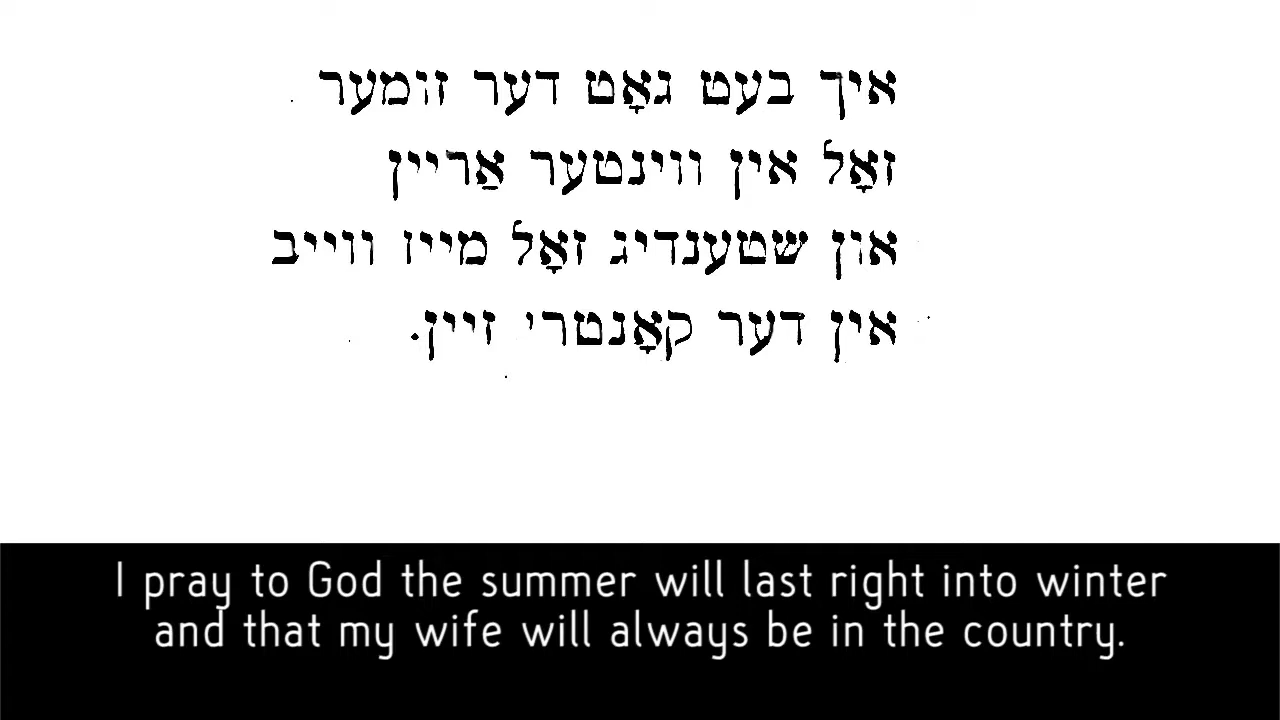 איך בעט גאָט דער זומער
זאָל אין ווינטער אַריין
און שטענדיג זאָל מייז ווייב
אין דער קאָנטרי זיין.
I pray to God the summer will last right into winter
and that my wife will always be in the country.